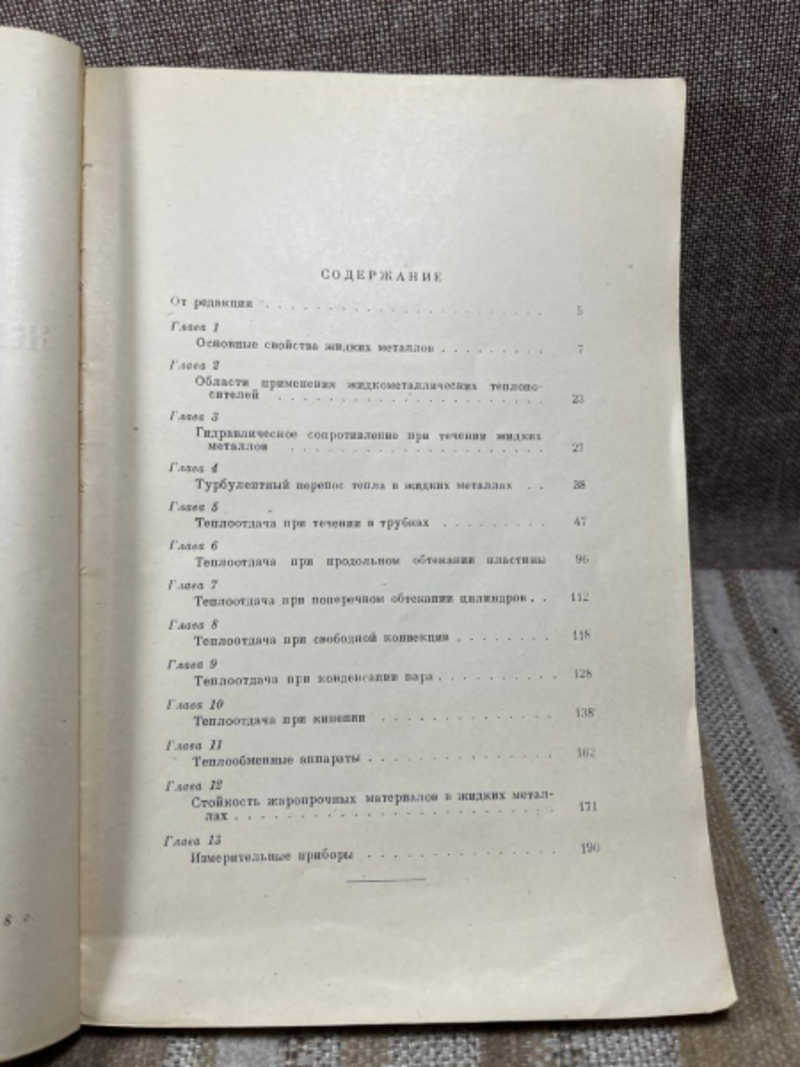 СОДЕРЖАНИЕ
От редакции . . . . . . . . . . . . . . . . . . 5
Глава 1
Основные свойства жидких металлов . . . . . . . . 7
Глава 2
Области применения жидкометаллических теплоно-
сителей . . . . . . . . . . . . . . . . . . . 23
Глава 3
Гидравлическое сопротивление при течении жидких
металлов . . . . . . . . . . . . . . . . . . 27
Глава 4
Турбулентный перенос тепла в жидких металлах . . 38
Глава 5
Теплоотдача при течении в трубках . . . . . . . . 47
Глава 6
Теплоотдача при продольном обтекании пластины 96
Глава 7
Теплоотдача при поперечном обтекании цилиндров . . 112
Глава 8
Теплоотдача при свободной конвекции . . . . . . . 118
Глава 9
Теплоотдача при конденсации пара . . . . . . . . . 128
Глава 10
Теплоотдача при кипении . . . . . . . . . . . . 138
Глава 11
Теплообменные аппараты . . . . . . . . . . . . . 162
Глава 12
Стойкость жаропрочных материалов в жидких метал-
лах . . . . . . . . . . . . . . . . . . . . . . 171
Глава 13
Измерительные приборы . . . . . . . . . . . . . 190
8 г.